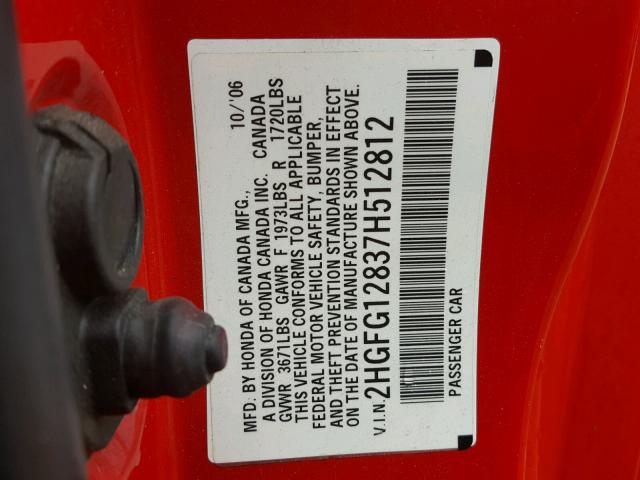 MFD. BY HONDA OF CANADA MFG., 10/'06
A DIVISION OF HONDA CANADA INC. CANADA
GVWR 3671LBS GAWR F 1973LBS R 1720LBS
THIS VEHICLE CONFORMS TO ALL APPLICABLE
FEDERAL MOTOR VEHICLE SAFETY, BUMPER,
AND THEFT PREVENTION STANDARDS IN EFFECT
ON THE DATE OF MANUFACTURE SHOWN ABOVE.
V.I.N. 2HGFG12837H512812
PASSENGER CAR